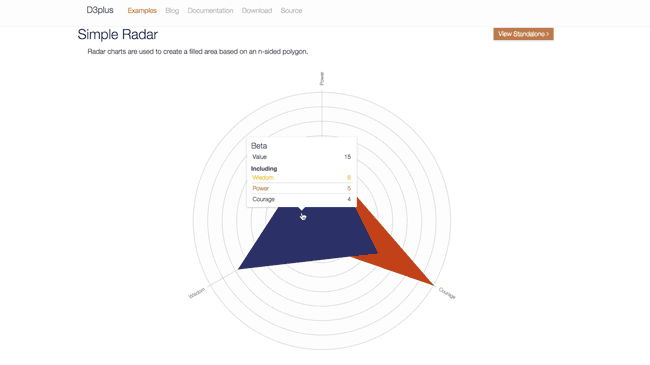 D3plus Examples Blog Documentation Download Source
Simple Radar
View Standalone >
Radar charts are used to create a filled area based on an n-sided polygon.
Power
Beta
Value 15
Including
Wisdom 6
Power 5
Courage 4
Wisdom
Courage